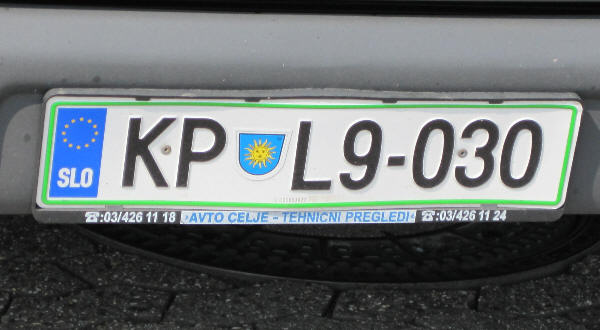 SLO KP L9-030
☎:03/426 11 18 AVTO CELJE - TEHNIČNI PREGLEDI ☎:03/426 11 24